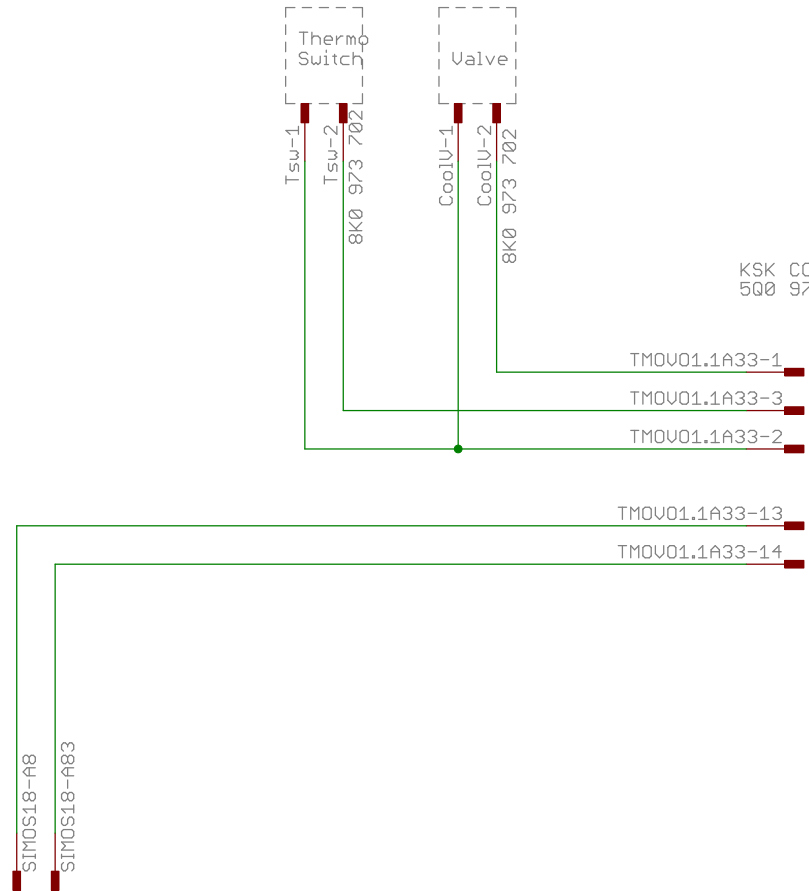 Thermo
Switch
Valve
Tsw-1
Tsw-2
8K0 973 702
CoolV-1
CoolV-2
8K0 973 702
KSK CO
5Q0 97
TMOV01.1A33-1
TMOV01.1A33-3
TMOV01.1A33-2
TMOV01.1A33-13
TMOV01.1A33-14
SIMOS18-A8
SIMOS18-A83